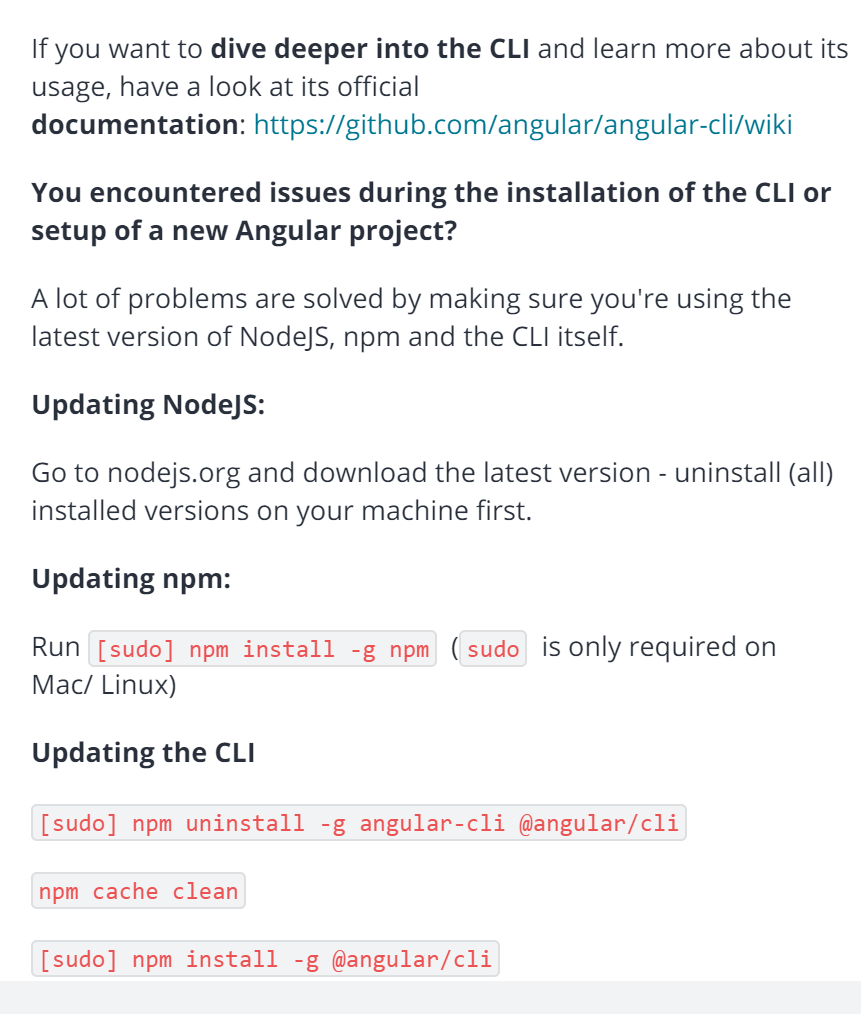 If you want to dive deeper into the CLI and learn more about its
usage, have a look at its official
documentation: https://github.com/angular/angular-cli/wiki
You encountered issues during the installation of the CLI or
setup of a new Angular project?
A lot of problems are solved by making sure you're using the
latest version of NodeJS, npm and the CLI itself.
Updating NodeJS:
Go to nodejs.org and download the latest version - uninstall (all)
installed versions on your machine first.
Updating npm:
Run [sudo] npm install -g npm (sudo is only required on
Mac/ Linux)
Updating the CLI
[sudo] npm uninstall -g angular-cli @angular/cli
npm cache clean
[sudo] npm install -g @angular/cli